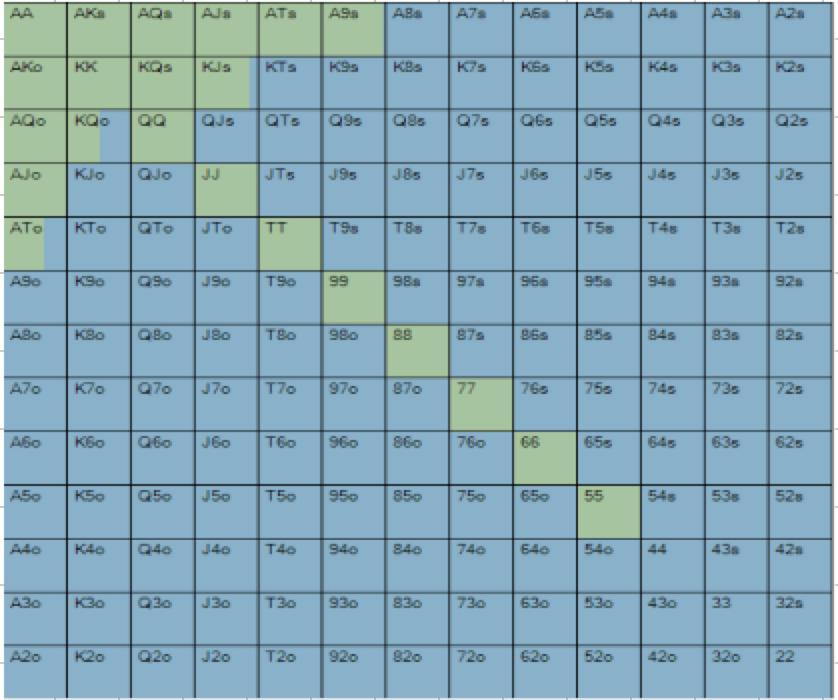 AA AKs AQs AJs ATs A9s A8s A7s A6s A5s A4s A3s A2s
AKo KK KQs KJs KTs K9s K8s K7s K6s K5s K4s K3s K2s
AQo KQo QQ QJs QTs Q9s Q8s Q7s Q6s Q5s Q4s Q3s Q2s
AJo KJo QJo JJ JTs J9s J8s J7s J6s J5s J4s J3s J2s
ATo KTo QTo JTo TT T9s T8s T7s T6s T5s T4s T3s T2s
A9o K9o Q9o J9o T9o 99 98s 97s 96s 95s 94s 93s 92s
A8o K8o Q8o J8o T8o 98o 88 87s 86s 85s 84s 83s 82s
A7o K7o Q7o J7o T7o 97o 87o 77 76s 75s 74s 73s 72s
A6o K6o Q6o J6o T6o 96o 86o 76o 66 65s 64s 63s 62s
A5o K5o Q5o J5o T5o 95o 85o 75o 65o 55 54s 53s 52s
A4o K4o Q4o J4o T4o 94o 84o 74o 64o 54o 44 43s 42s
A3o K3o Q3o J3o T3o 93o 83o 73o 63o 53o 43o 33 32s
A2o K2o Q2o J2o T2o 92o 82o 72o 62o 52o 42o 32o 22